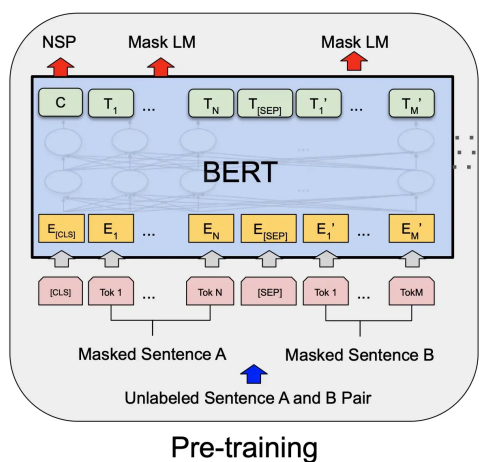 NSP Mask LM Mask LM
C T1 ... TN T[SEP] T1' ... TM'
BERT
E[CLS] E1 ... EN E[SEP] E1' ... EM'
[CLS] Tok 1 ... Tok N [SEP] Tok 1 ... TokM
Masked Sentence A Masked Sentence B
Unlabeled Sentence A and B Pair
Pre-training